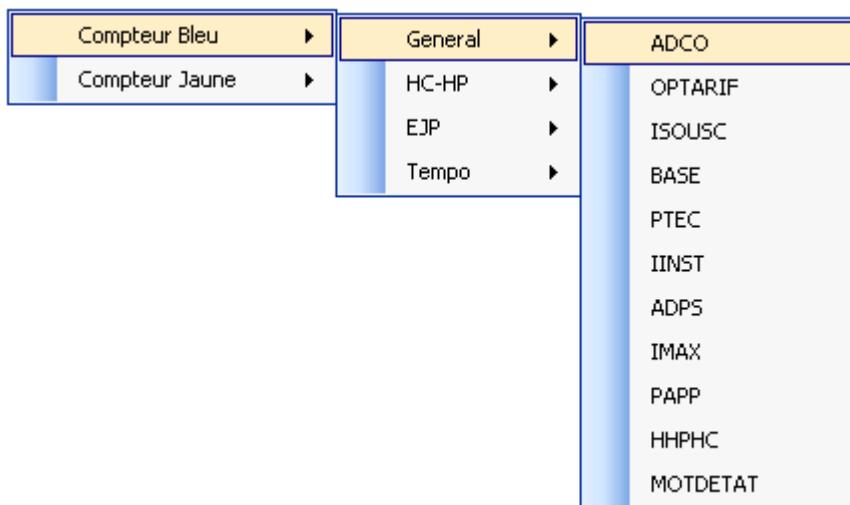 Compteur Bleu
Compteur Jaune
General
HC-HP
EJP
Tempo
ADCO
OPTARIF
ISOUSC
BASE
PTEC
IINST
ADPS
IMAX
PAPP
HHPHC
MOTDETAT